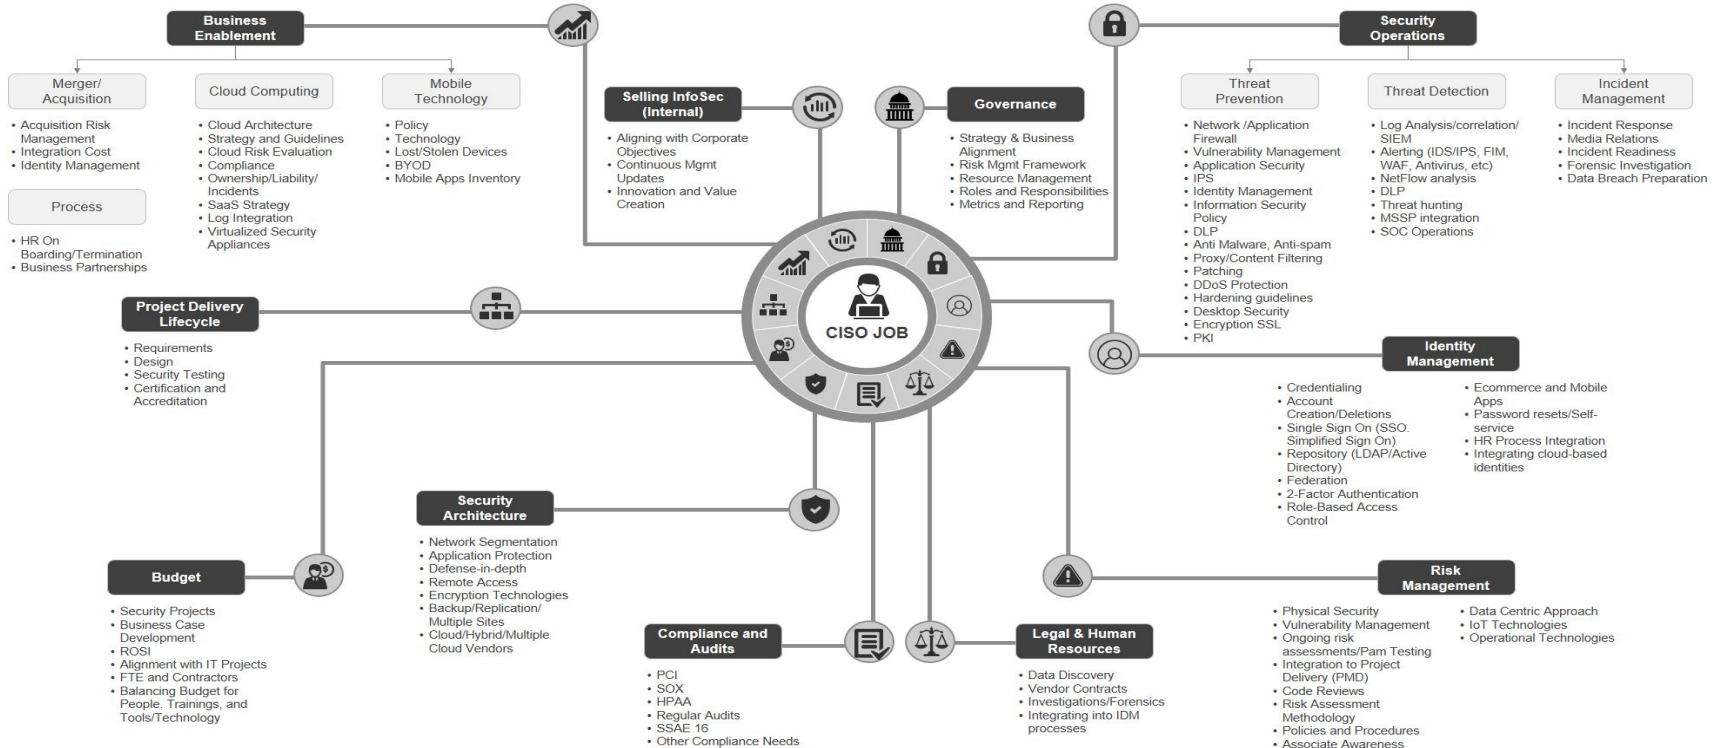 Business
Enablement
Merger/
Acquisition
• Acquisition Risk
Management
• Integration Cost
• Identity Management
Process
• HR On
Boarding/Termination
• Business Partnerships
Cloud Computing
• Cloud Architecture
• Strategy and Guidelines
• Cloud Risk Evaluation
• Compliance
• Ownership/Liability/
Incidents
• SaaS Strategy
• Log Integration
• Virtualized Security
Appliances
Mobile
Technology
• Policy
• Technology
• Lost/Stolen Devices
• BYOD
• Mobile Apps Inventory
Selling InfoSec
(Internal)
• Aligning with Corporate
Objectives
• Continuous Mgmt
Updates
• Innovation and Value
Creation
Governance
• Strategy & Business
Alignment
• Risk Mgmt Framework
• Resource Management
• Roles and Responsibilities
• Metrics and Reporting
Security
Operations
Threat
Prevention
• Network /Application
Firewall
• Vulnerability Management
• Application Security
• IPS
• Identity Management
• Information Security
Policy
• DLP
• Anti Malware, Anti-spam
• Proxy/Content Filtering
• Patching
• DDoS Protection
• Hardening guidelines
• Desktop Security
• Encryption SSL
• PKI
Threat Detection
• Log Analysis/correlation/
SIEM
• Alerting (IDS/IPS, FIM,
WAF, Antivirus, etc)
• NetFlow analysis
• DLP
• Threat hunting
• MSSP integration
• SOC Operations
Incident
Management
• Incident Response
• Media Relations
• Incident Readiness
• Forensic Investigation
• Data Breach Preparation
Project Delivery
Lifecycle
• Requirements
• Design
• Security Testing
• Certification and
Accreditation
CISO JOB
Identity
Management
• Credentialing
• Account
Creation/Deletions
• Single Sign On (SSO.
Simplified Sign On)
• Repository (LDAP/Active
Directory)
• Federation
• 2-Factor Authentication
• Role-Based Access
Control
• Ecommerce and Mobile
Apps
• Password resets/Self-
service
• HR Process Integration
• Integrating cloud-based
identities
Budget
• Security Projects
• Business Case
Development
• ROSI
• Alignment with IT Projects
• FTE and Contractors
• Balancing Budget for
People. Trainings, and
Tools/Technology
Security
Architecture
• Network Segmentation
• Application Protection
• Defense-in-depth
• Remote Access
• Encryption Technologies
• Backup/Replication/
Multiple Sites
• Cloud/Hybrid/Multiple
Cloud Vendors
Compliance and
Audits
• PCI
• SOX
• HPAA
• Regular Audits
• SSAE 16
• Other Compliance Needs
Legal & Human
Resources
• Data Discovery
• Vendor Contracts
• Investigations/Forensics
• Integrating into IDM
processes
Risk
Management
• Physical Security
• Vulnerability Management
• Ongoing risk
assessments/Pam Testing
• Integration to Project
Delivery (PMD)
• Code Reviews
• Risk Assessment
Methodology
• Policies and Procedures
• Associate Awareness
• Data Centric Approach
• IoT Technologies
• Operational Technologies